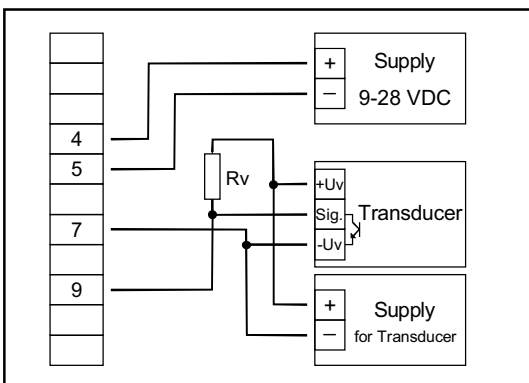 +
Supply
−
9-28 VDC
4
5
Rv
+Uv
Sig.
Transducer
7
-Uv
9
+
Supply
−
for Transducer